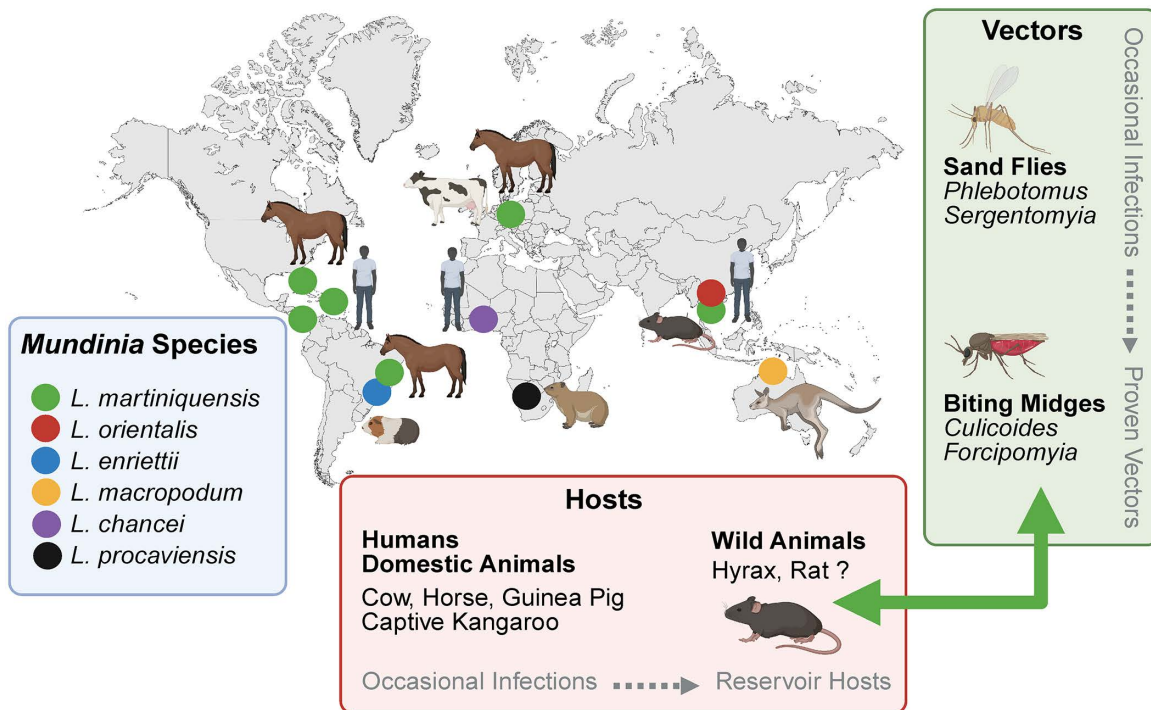 Mundinia Species
L. martiniquensis
L. orientalis
L. enriettii
L. macropodum
L. chancei
L. procaviensis
Hosts
Humans
Domestic Animals
Cow, Horse, Guinea Pig
Captive Kangaroo
Wild Animals
Hyrax, Rat ?
Occasional Infections
Reservoir Hosts
Vectors
Sand Flies
Phlebotomus
Sergentomyia
Biting Midges
Culicoides
Forcipomyia
Occasional Infections
Proven Vectors